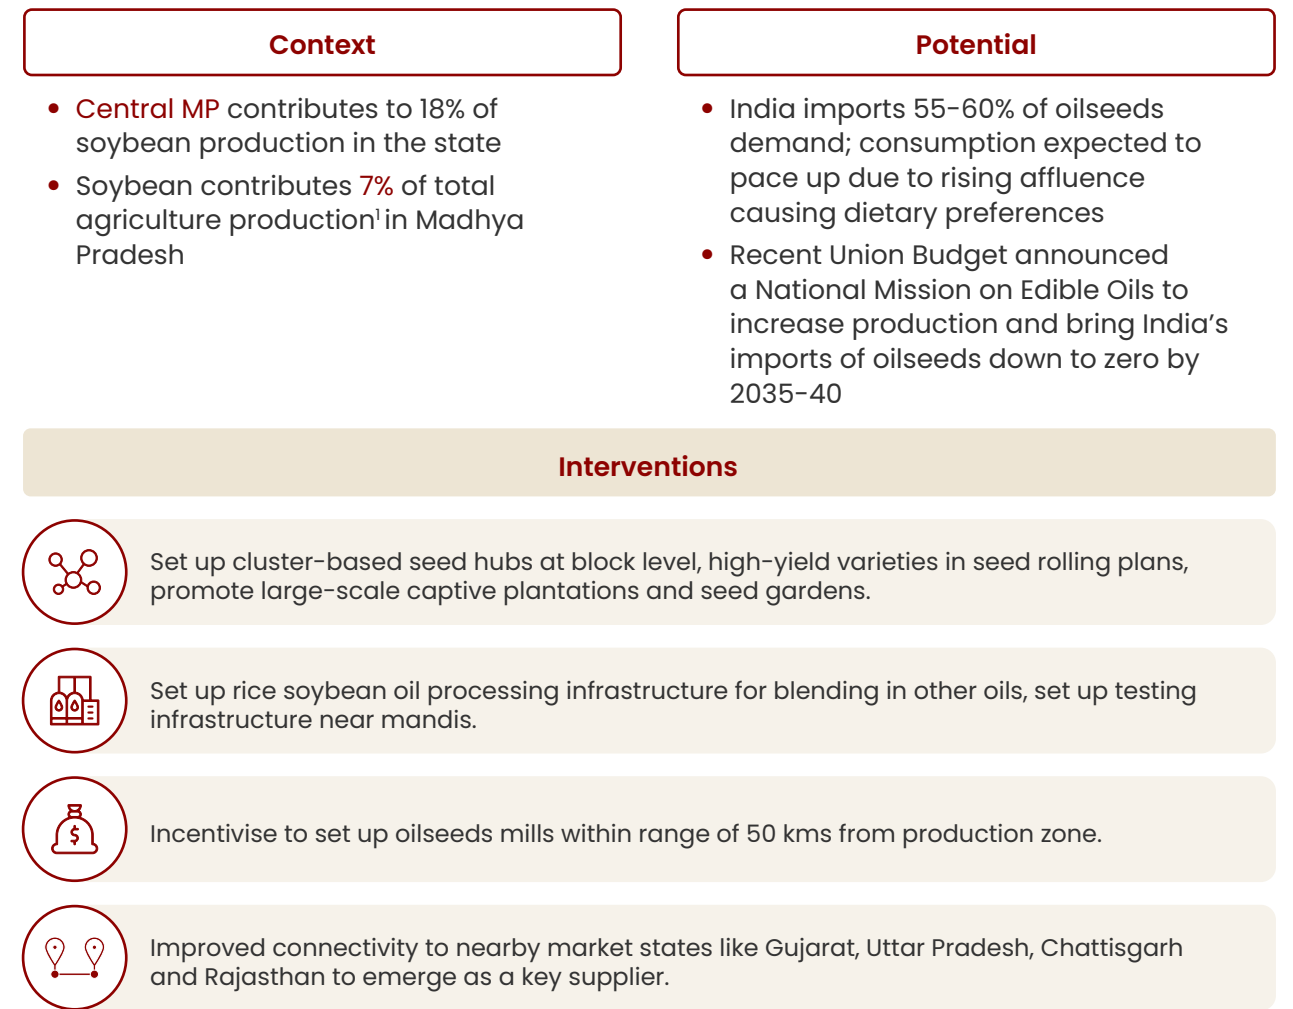 Context
Central MP contributes to 18% of
soybean production in the state
Soybean contributes 7% of total
agriculture production¹ in Madhya
Pradesh
Potential
India imports 55-60% of oilseeds
demand; consumption expected to
pace up due to rising affluence
causing dietary preferences
Recent Union Budget announced
a National Mission on Edible Oils to
increase production and bring India’s
imports of oilseeds down to zero by
2035-40
Interventions
Set up cluster-based seed hubs at block level, high-yield varieties in seed rolling plans,
promote large-scale captive plantations and seed gardens.
Set up rice soybean oil processing infrastructure for blending in other oils, set up testing
infrastructure near mandis.
$
Incentivise to set up oilseeds mills within range of 50 kms from production zone.
Improved connectivity to nearby market states like Gujarat, Uttar Pradesh, Chattisgarh
and Rajasthan to emerge as a key supplier.